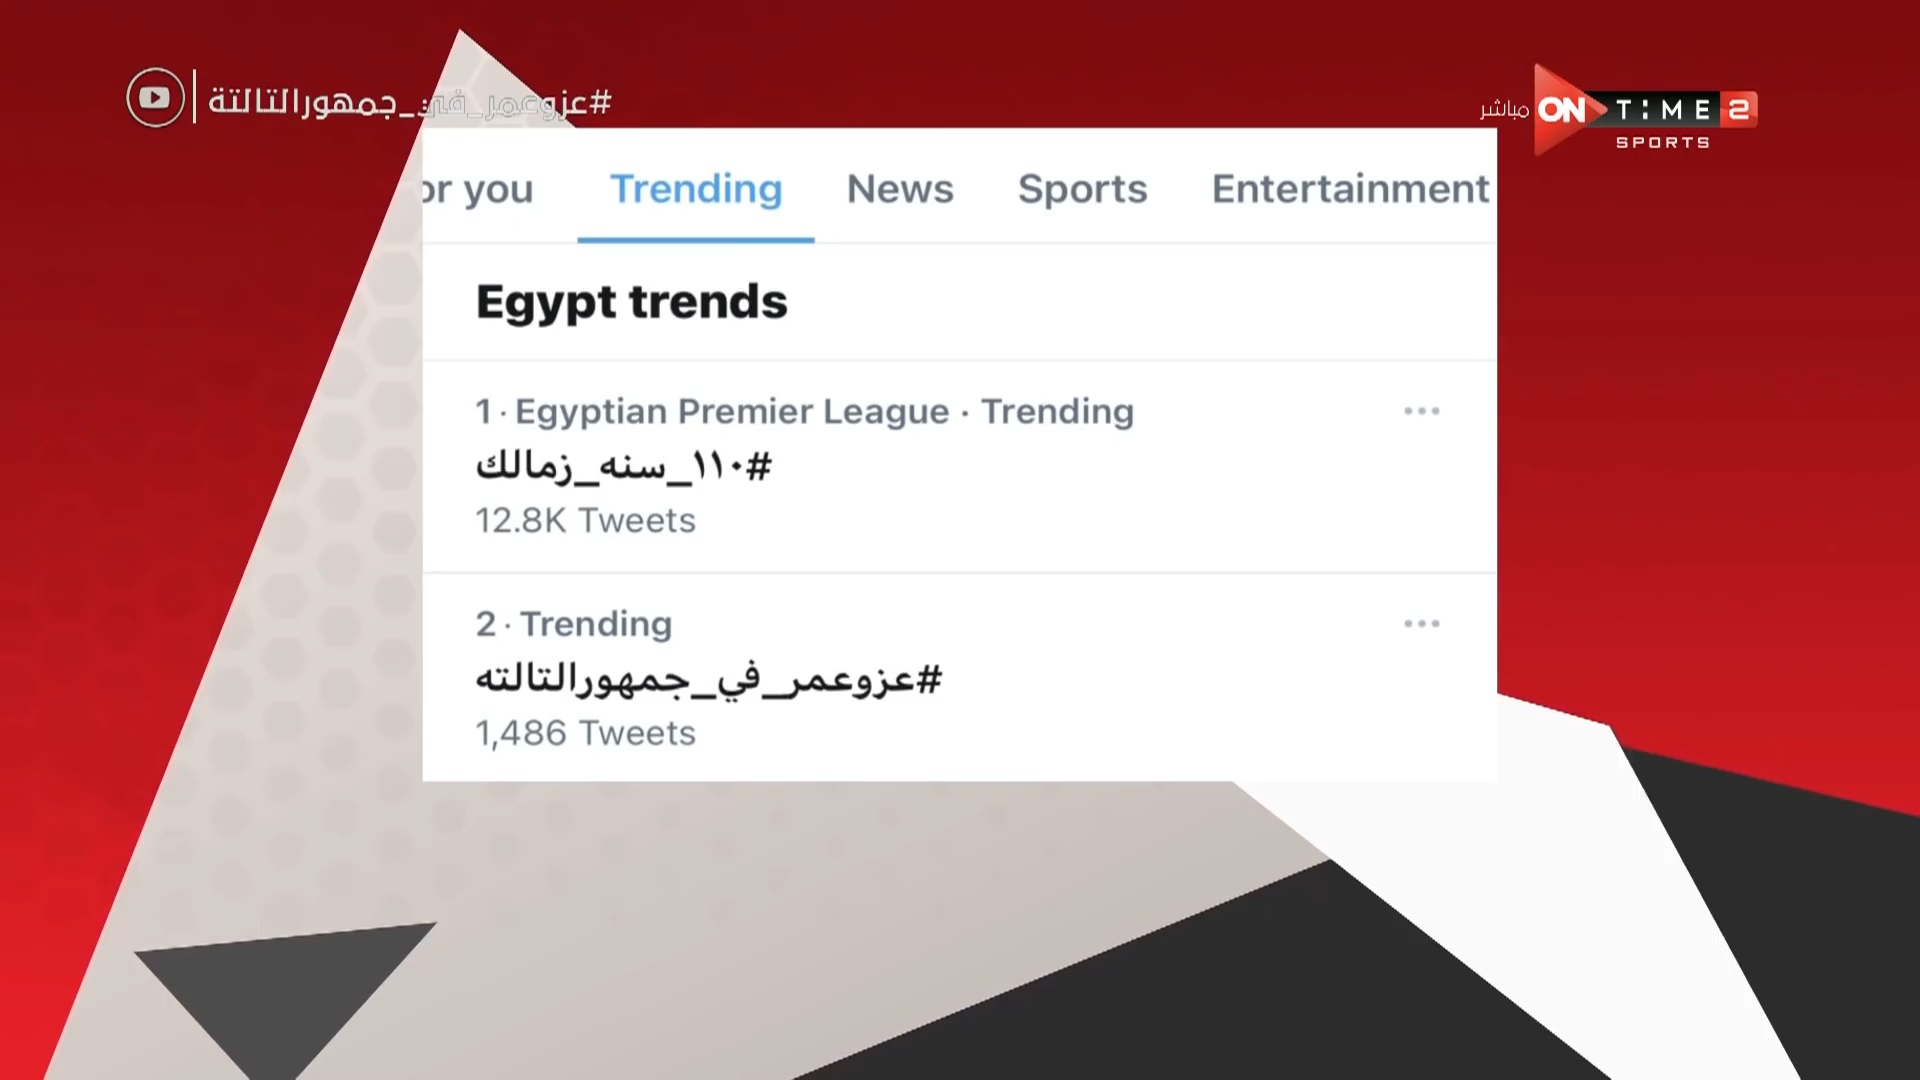 #عزوعمر_في_جمهورالتالتة
مباشر ON TIME 2
SPORTS
or you Trending News Sports Entertainment
Egypt trends
1 · Egyptian Premier League · Trending
#١١٠_سنه_زمالك
12.8K Tweets
2 · Trending
#عزوعمر_في_جمهورالتالته
1,486 Tweets